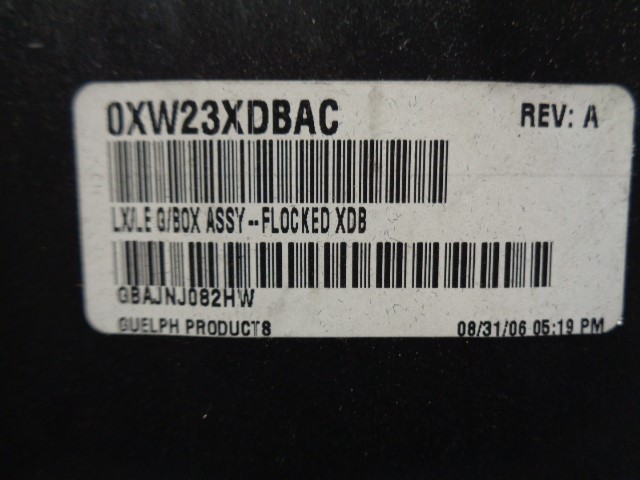 0XW23XDBAC REV: A
LX/LE G/BOX ASSY--FLOCKED XDB
GBAJNJ082HW
GUELPH PRODUCTS 08/31/06 05:19 PM